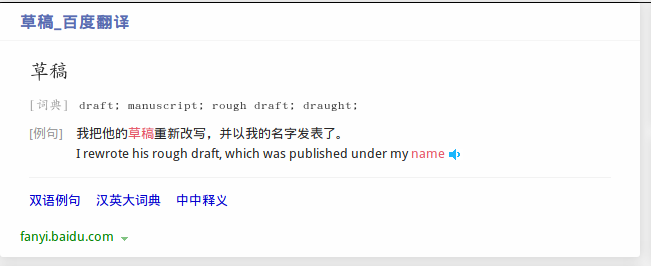 草稿_百度翻译
草稿
[词典] draft; manuscript; rough draft; draught;
[例句] 我把他的草稿重新改写，并以我的名字发表了。
I rewrote his rough draft, which was published under my name
双语例句 汉英大词典 中中释义
fanyi.baidu.com